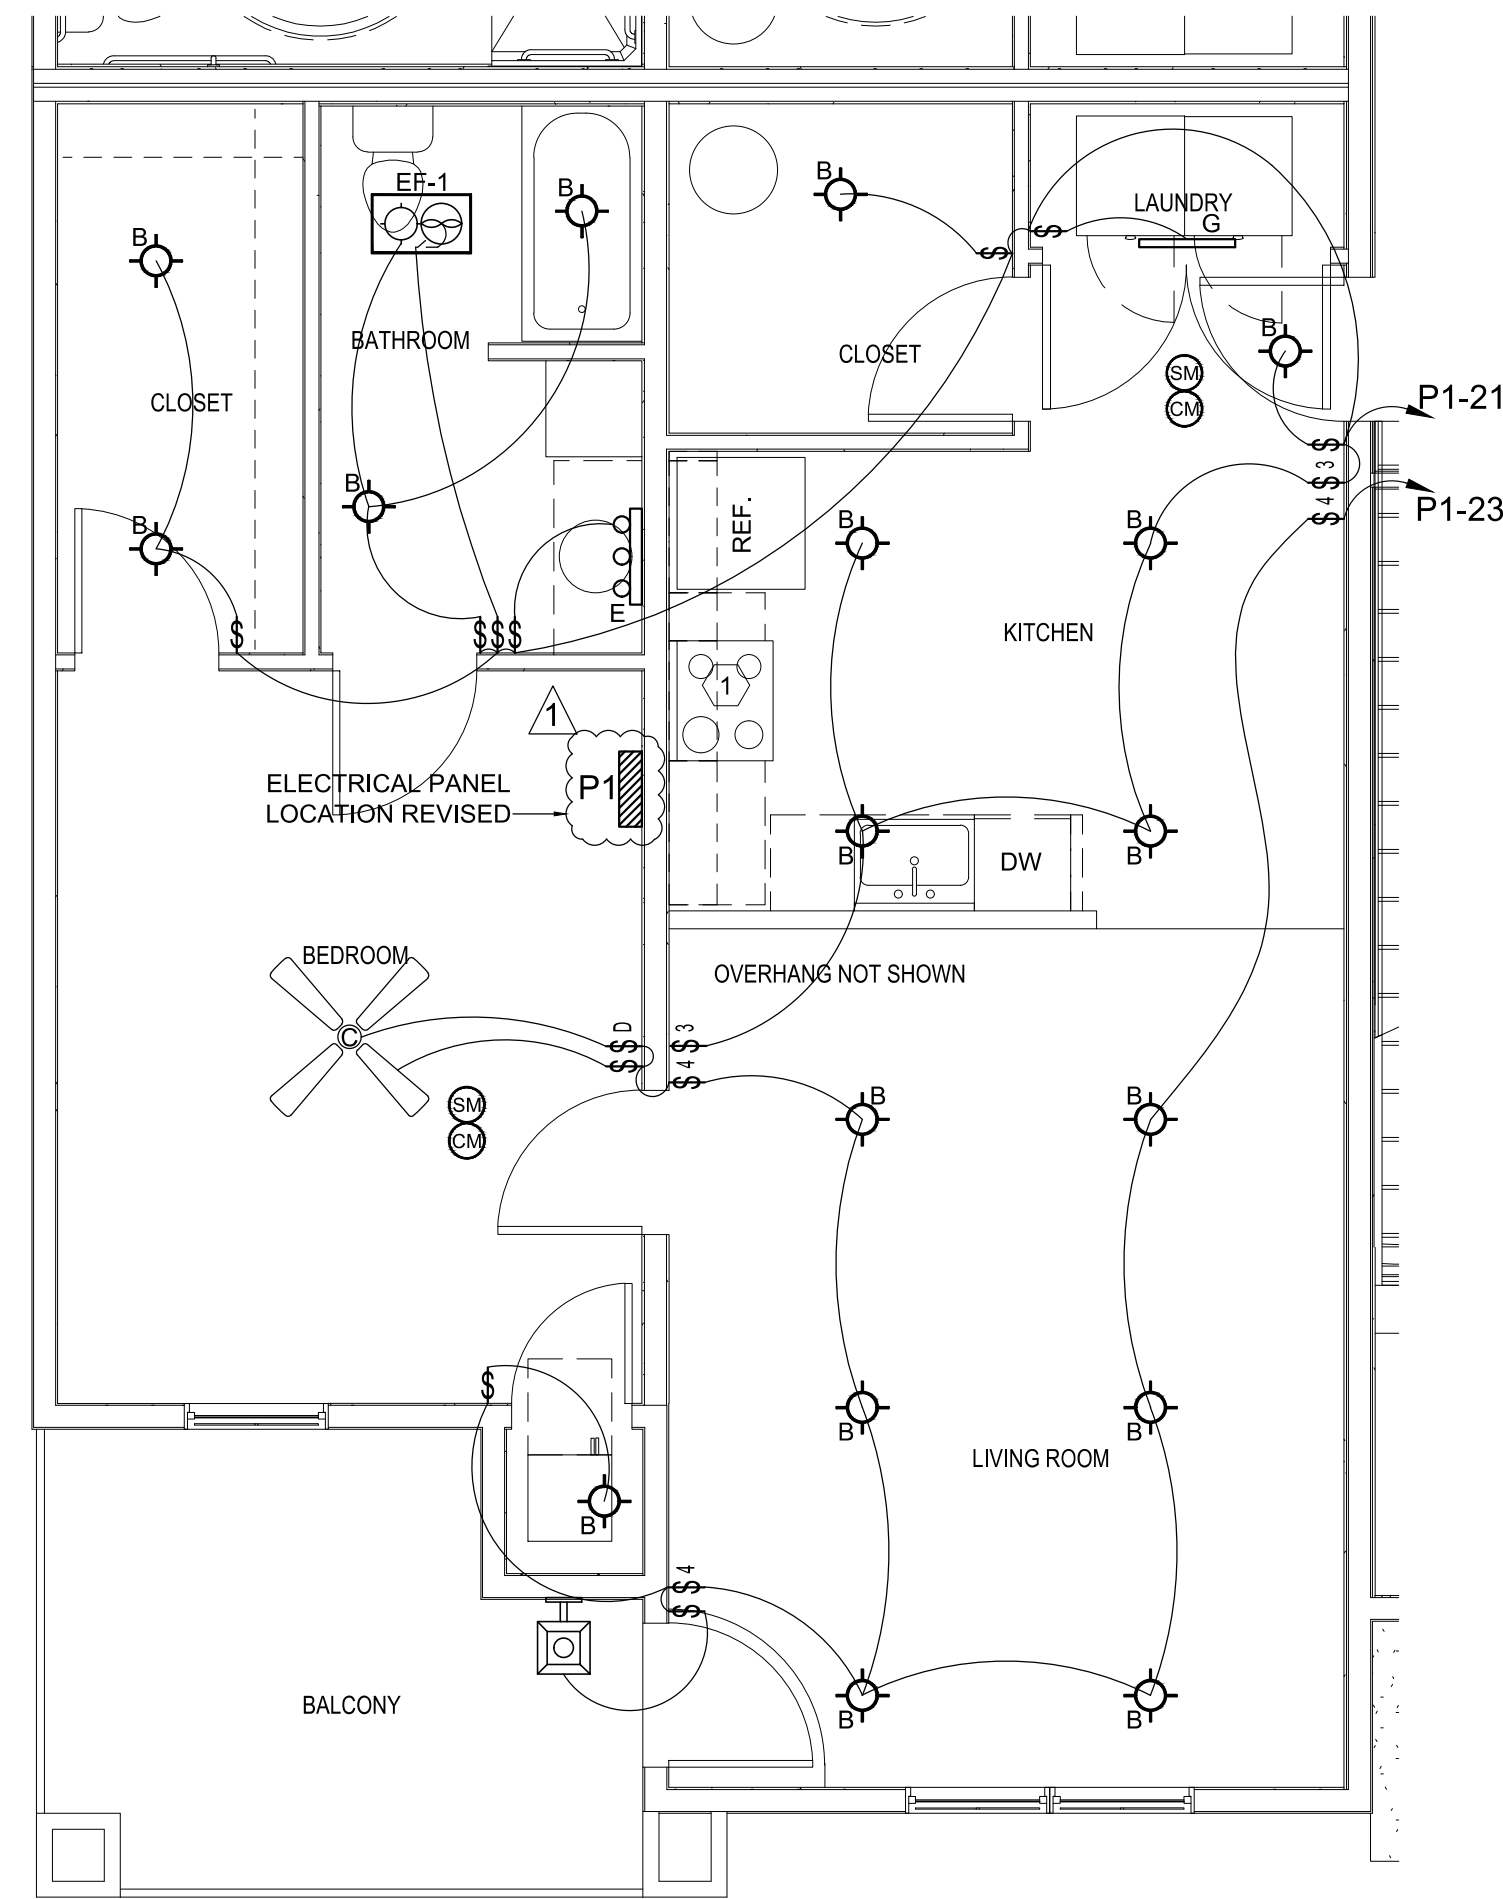 EF-1
B
B
LAUNDRY
G
B
BATHROOM
CLOSET
B
SM
CM
CLOSET
P1-21
$
$
$
$ 3
$ 4
P1-23
B
B
B
B
REF.
E
KITCHEN
$
$$$
1
1
ELECTRICAL PANEL
LOCATION REVISED
P1
B
DW
B
BEDROOM
OVERHANG NOT SHOWN
C
$ D
$
$ 3
$ 4
SM
CM
B
B
$
B
B
LIVING ROOM
B
$ 4
$
BALCONY
B
B